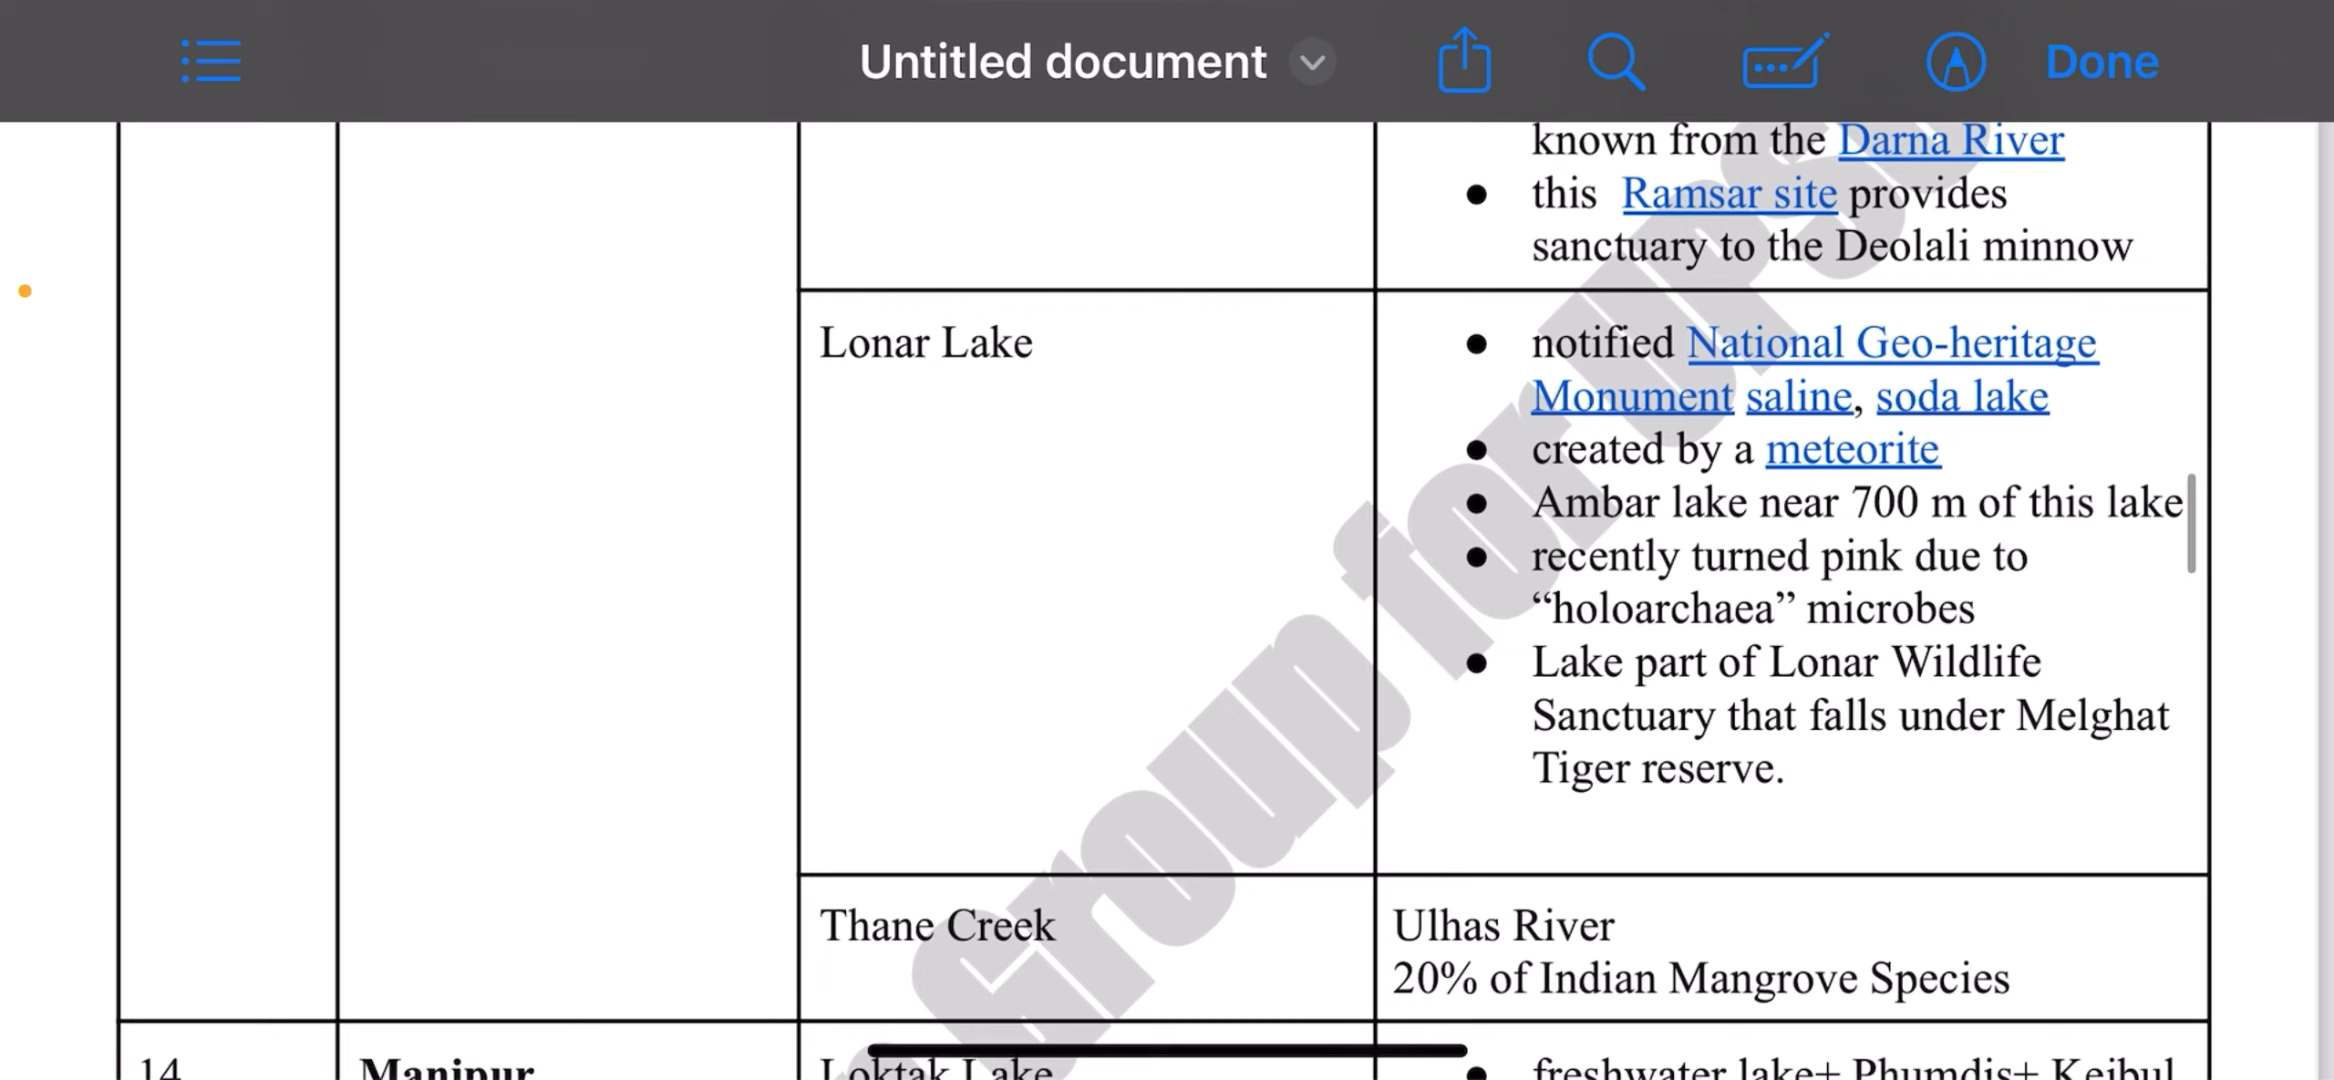 Untitled document
Done
known from the Darna River
● this Ramsar site provides
sanctuary to the Deolali minnow
Lonar Lake
● notified National Geo-heritage
Monument saline, soda lake
● created by a meteorite
● Ambar lake near 700 m of this lake
● recently turned pink due to
“holoarchaea” microbes
● Lake part of Lonar Wildlife
Sanctuary that falls under Melghat
Tiger reserve.
Thane Creek
Ulhas River
20% of Indian Mangrove Species
14
Manipur
Loktak Lake
● freshwater lake+ Phumdis+ Keibul
Group for UPSC